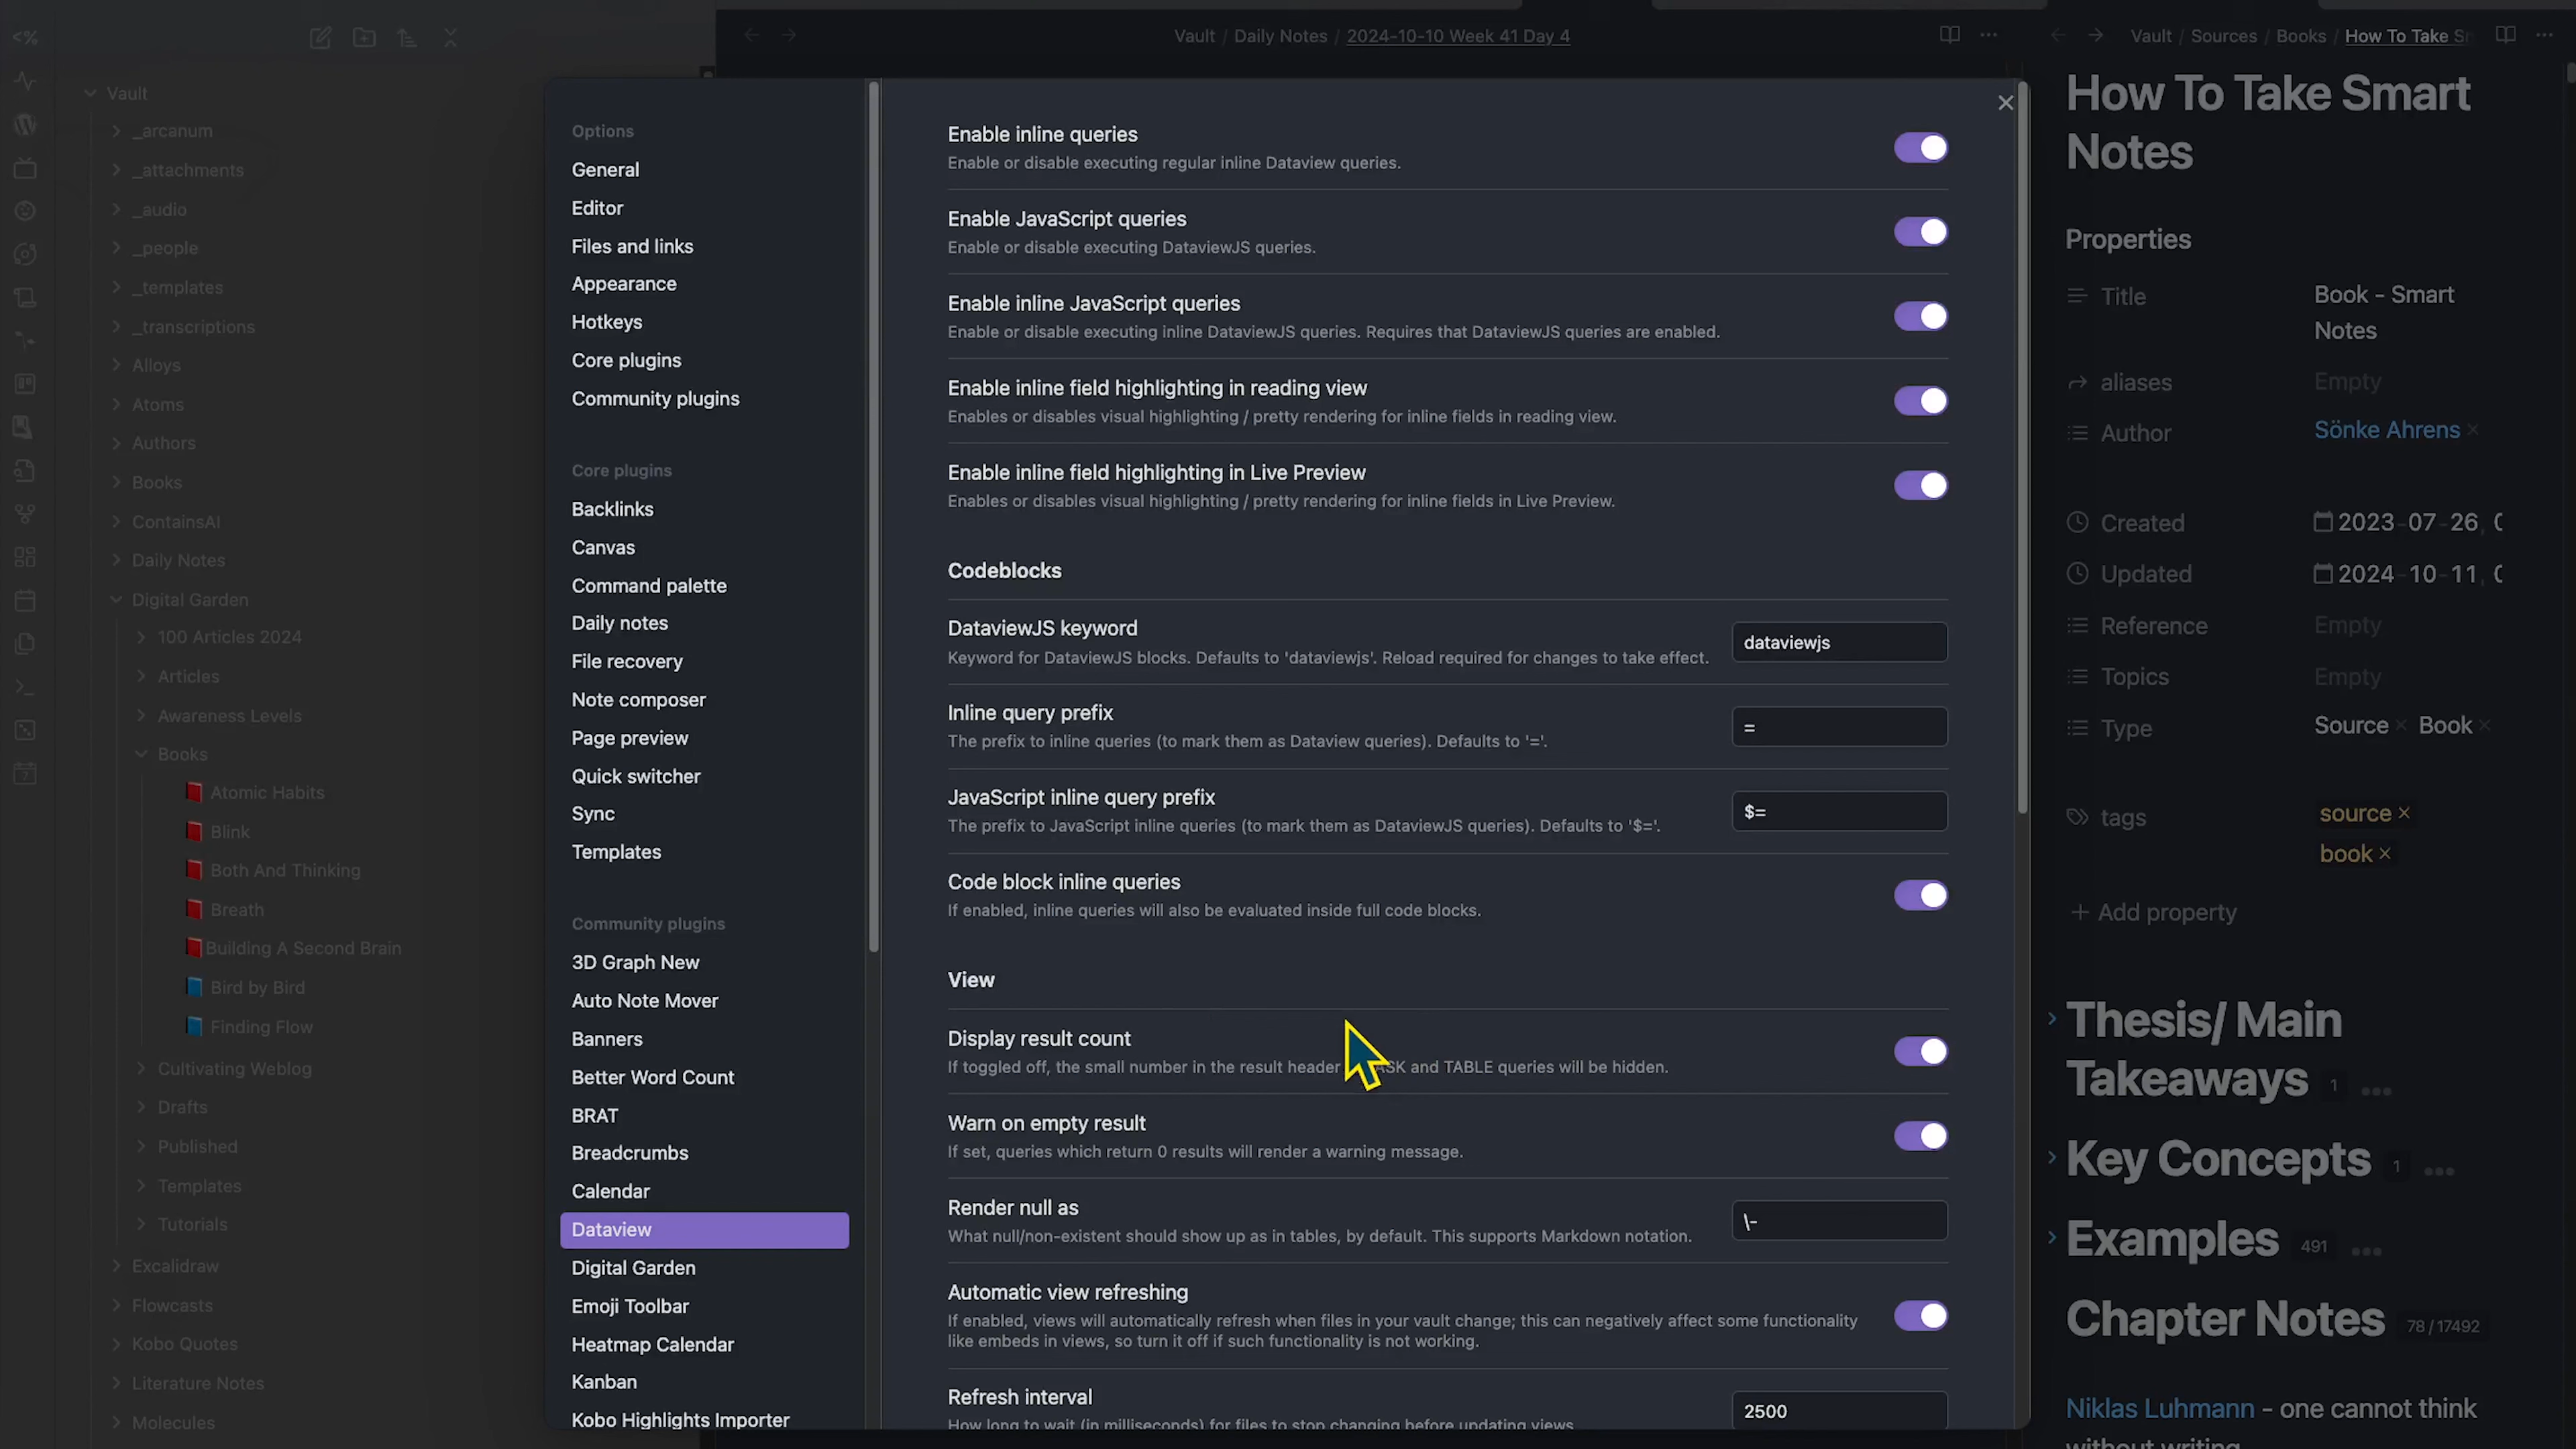 Vault
_arcanum
_attachments
_audio
_people
_templates
_transcriptions
Alloys
Atoms
Authors
Books
ContainsAI
Daily Notes
Digital Garden
100 Articles 2024
Articles
Awareness Levels
Books
Atomic Habits
Blink
Both And Thinking
Breath
Building A Second Brain
Bird by Bird
Finding Flow
Cultivating Weblog
Drafts
Published
Templates
Tutorials
Excalidraw
Flowcasts
Kobo Quotes
Literature Notes
Molecules
Vault / Daily Notes / 2024-10-10 Week 41 Day 4
Options
General
Editor
Files and links
Appearance
Hotkeys
Core plugins
Community plugins
Core plugins
Backlinks
Canvas
Command palette
Daily notes
File recovery
Note composer
Page preview
Quick switcher
Sync
Templates
Community plugins
3D Graph New
Auto Note Mover
Banners
Better Word Count
BRAT
Breadcrumbs
Calendar
Dataview
Digital Garden
Emoji Toolbar
Heatmap Calendar
Kanban
Kobo Highlights Importer
Enable inline queries
Enable or disable executing regular inline Dataview queries.
Enable JavaScript queries
Enable or disable executing DataviewJS queries.
Enable inline JavaScript queries
Enable or disable executing inline DataviewJS queries. Requires that DataviewJS queries are enabled.
Enable inline field highlighting in reading view
Enables or disables visual highlighting / pretty rendering for inline fields in reading view.
Enable inline field highlighting in Live Preview
Enables or disables visual highlighting / pretty rendering for inline fields in Live Preview.
Codeblocks
DataviewJS keyword
Keyword for DataviewJS blocks. Defaults to 'dataviewjs'. Reload required for changes to take effect.
dataviewjs
Inline query prefix
The prefix to inline queries (to mark them as Dataview queries). Defaults to '='.
=
JavaScript inline query prefix
The prefix to JavaScript inline queries (to mark them as DataviewJS queries). Defaults to '$='.
$=
Code block inline queries
If enabled, inline queries will also be evaluated inside full code blocks.
View
Display result count
If toggled off, the small number in the result header SK and TABLE queries will be hidden.
Warn on empty result
If set, queries which return 0 results will render a warning message.
Render null as
What null/non-existent should show up as in tables, by default. This supports Markdown notation.
\-
Automatic view refreshing
If enabled, views will automatically refresh when files in your vault change; this can negatively affect some functionality
like embeds in views, so turn it off if such functionality is not working.
Refresh interval
How long to wait (in milliseconds) for files to stop changing before updating views
2500
Vault / Sources / Books / How To Take S
How To Take Smart
Notes
Properties
Title Book - Smart
Notes
aliases Empty
Author Sönke Ahrens ×
Created 2023-07-26,
Updated 2024-10-11,
Reference Empty
Topics Empty
Type Source × Book ×
tags source ×
book ×
+ Add property
Thesis/ Main
Takeaways 1 •••
Key Concepts 1 •••
Examples 491 •••
Chapter Notes 78 / 17492
Niklas Luhmann - one cannot think
without writing